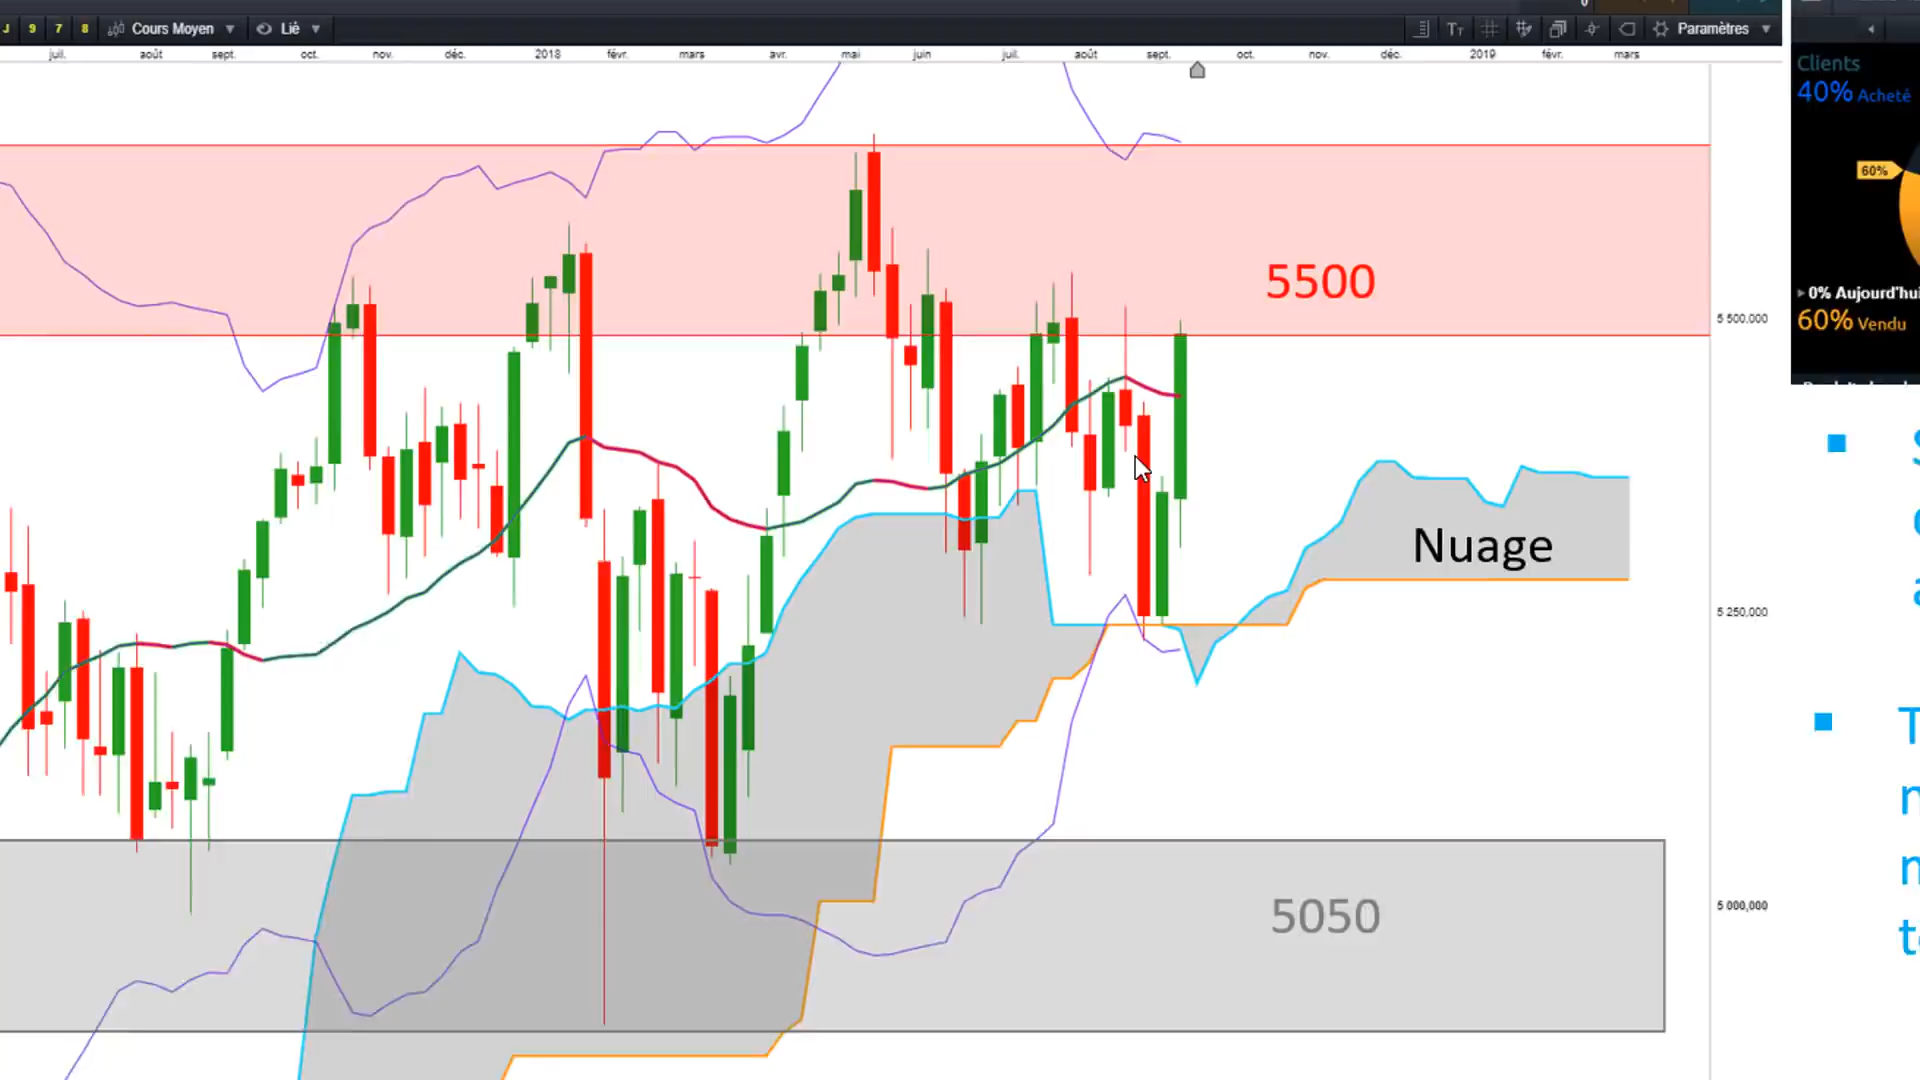 J 9 7 8 Cours Moyen Lié Paramètres
juil. août sept. oct. nov. déc. 2018 févr. mars avr. mai juin juil. août sept. oct. nov. déc. 2019 févr. mars
Clients
40% Acheté
60%
0% Aujourd'hui
60% Vendu
5500
5 500,000
Nuage
5 250,000
5050
5 000,000